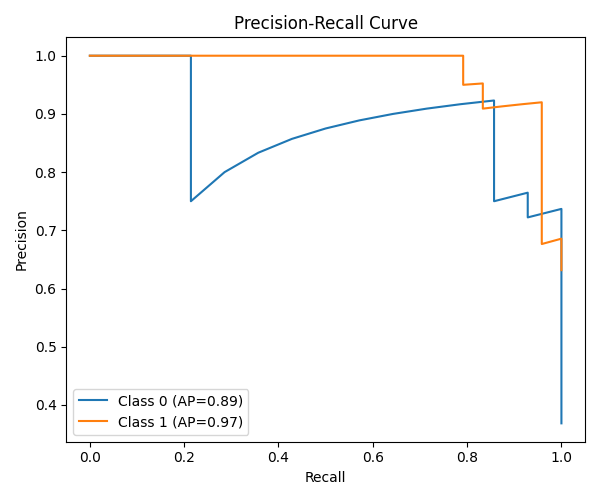 Precision-Recall Curve
1.0
0.9
0.8
0.7
0.6
0.5
0.4
Precision
Class 0 (AP=0.89)
Class 1 (AP=0.97)
0.0 0.2 0.4 0.6 0.8 1.0
Recall